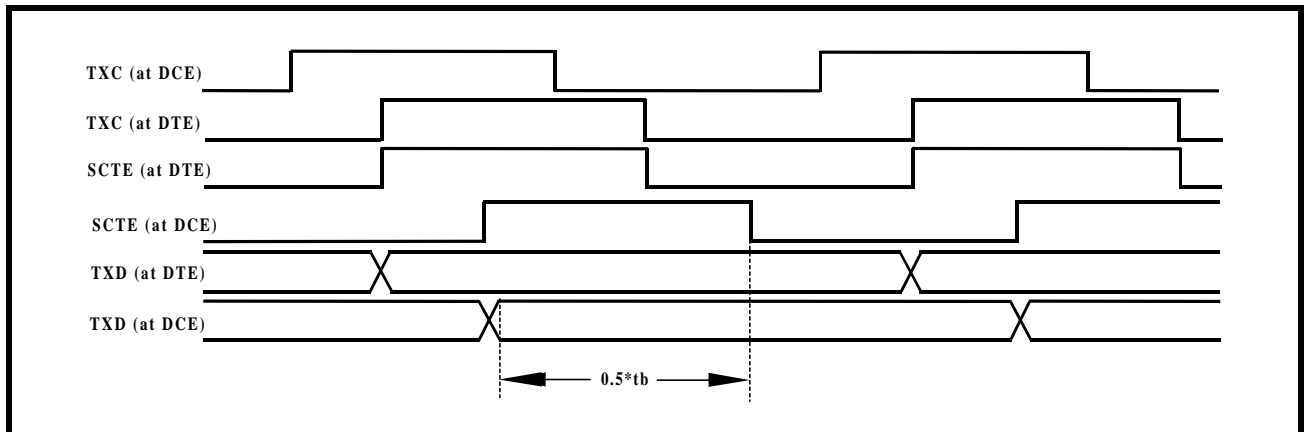 TXC (at DCE)
TXC (at DTE)
SCTE (at DTE)
SCTE (at DCE)
TXD (at DTE)
TXD (at DCE)
0.5*tb